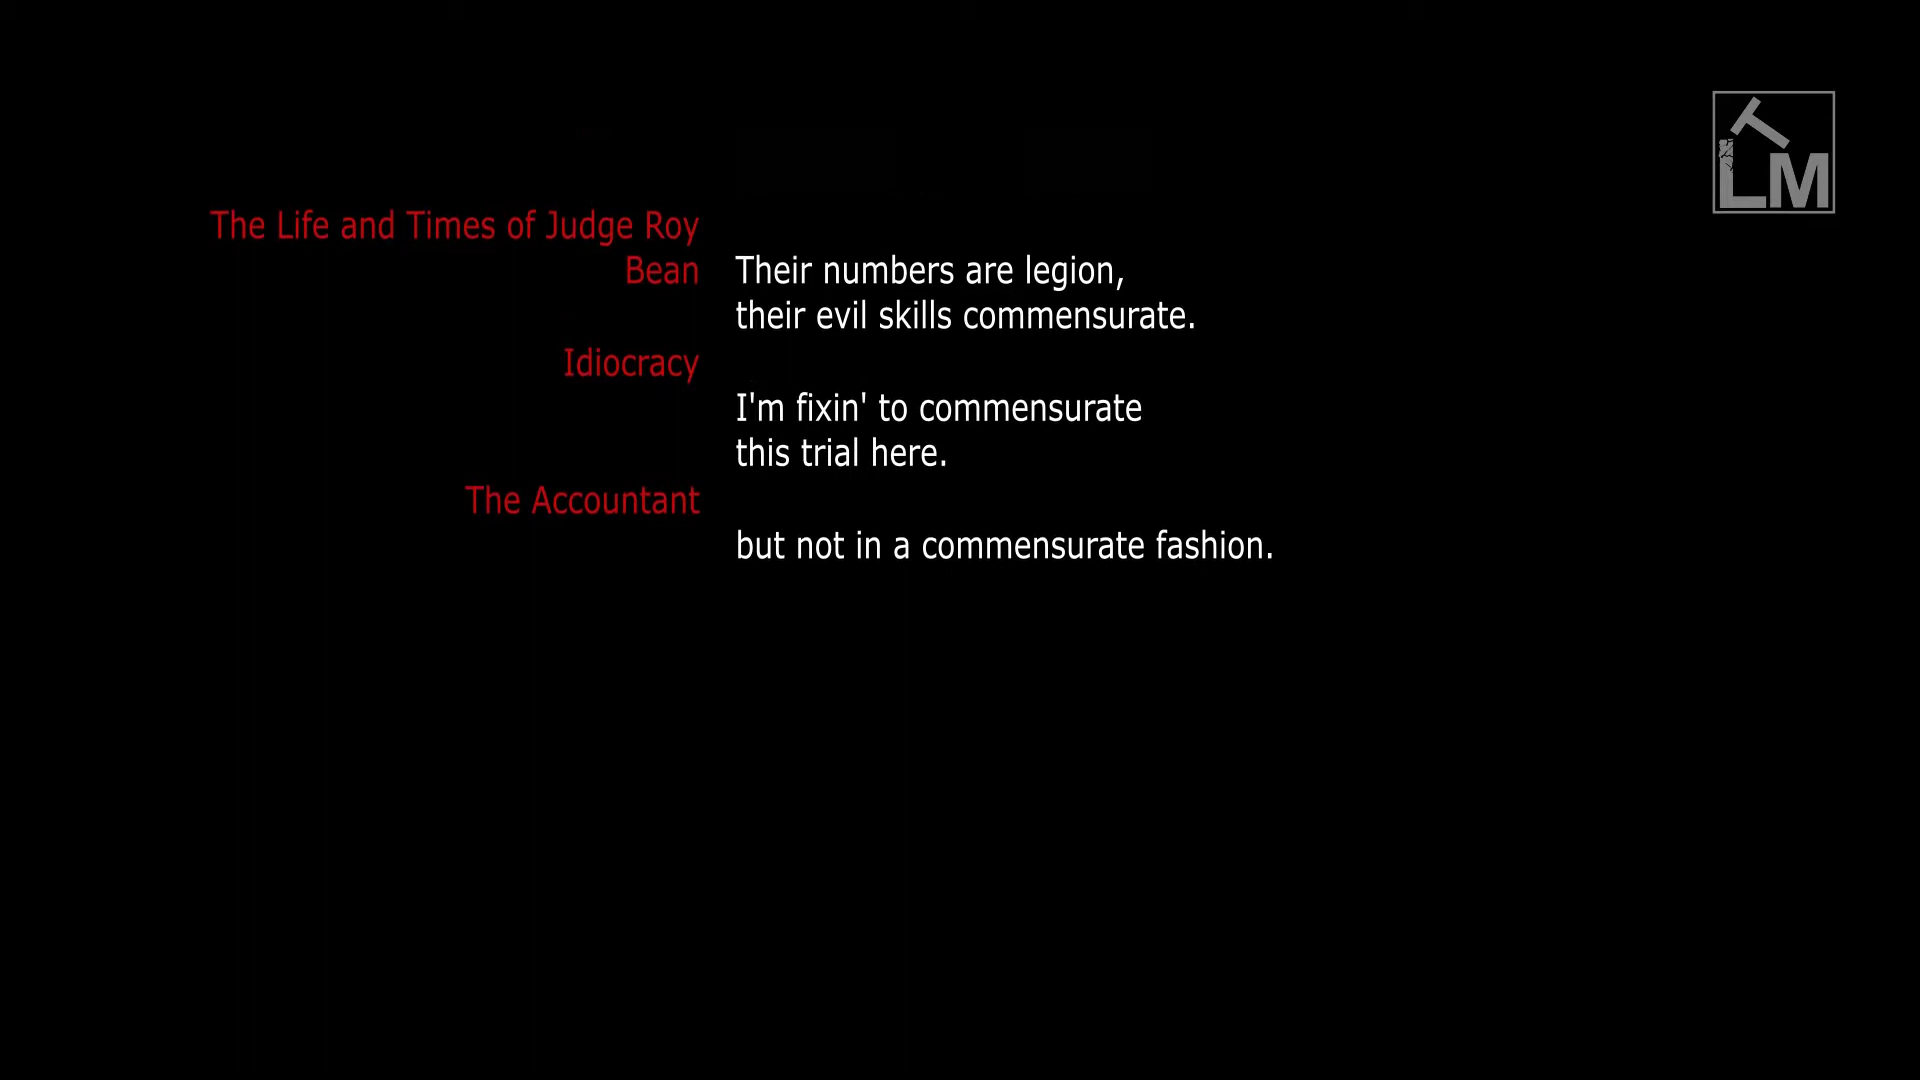 TLM
The Life and Times of Judge Roy
Bean
Their numbers are legion,
their evil skills commensurate.
Idiocracy
I'm fixin' to commensurate
this trial here.
The Accountant
but not in a commensurate fashion.